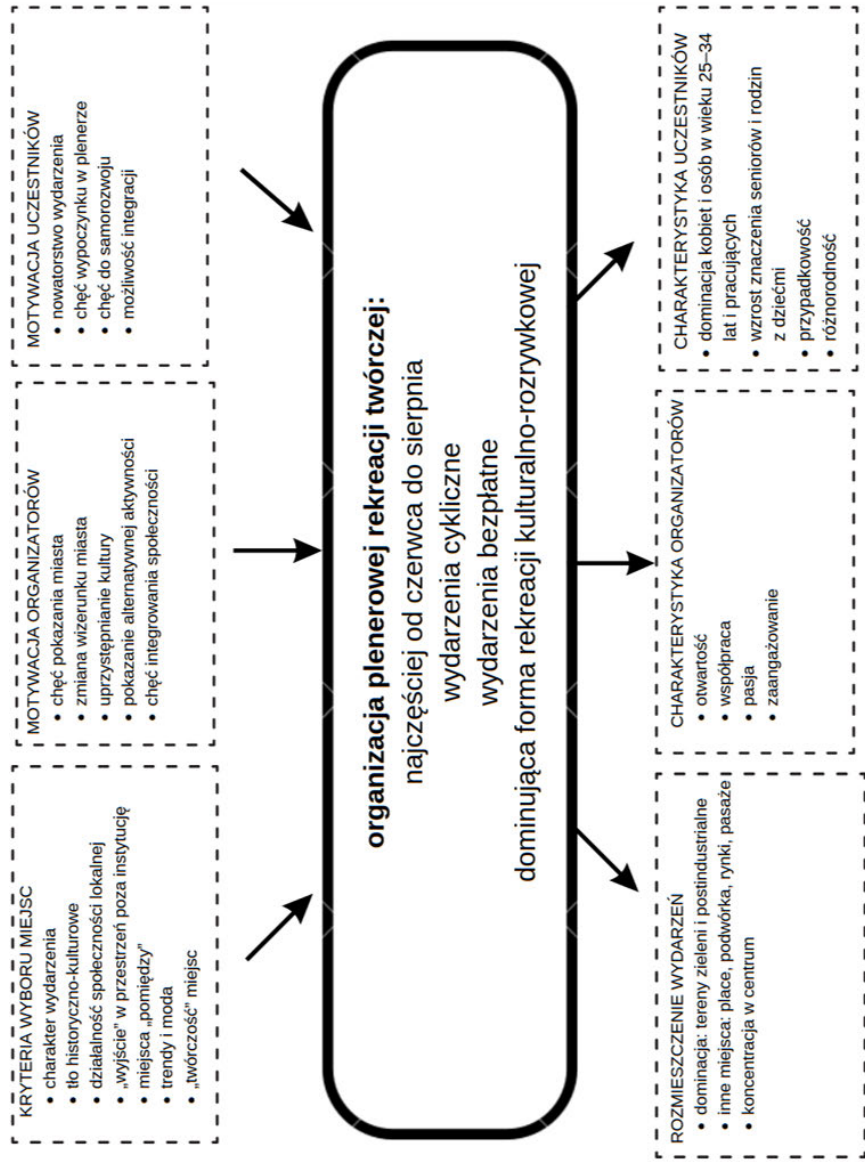 KRYTERIA WYBORU MIEJSC
• charakter wydarzenia
• tło historyczno-kulturowe
• działalność społeczności lokalnej
• „wyjście” w przestrzeń poza instytucję
• miejsca „pomiędzy”
• trendy i moda
• „twórczość” miejsc
MOTYWACJA ORGANIZATORÓW
• chęć pokazania miasta
• zmiana wizerunku miasta
• uprzystępnianie kultury
• pokazanie alternatywnej aktywności
• chęć integrowania społeczności
MOTYWACJA UCZESTNIKÓW
• nowatorstwo wydarzenia
• chęć wypoczynku w plenerze
• chęć do samorozwoju
• możliwość integracji
organizacja plenerowej rekreacji twórczej:
najczęściej od czerwca do sierpnia
wydarzenia cykliczne
wydarzenia bezpłatne
dominująca forma rekreacji kulturalno-rozrywkowej
ROZMIESZCZENIE WYDARZEŃ
• dominacja: tereny zieleni i postindustrialne
• inne miejsca: place, podwórka, rynki, pasaże
• koncentracja w centrum
CHARAKTERYSTYKA ORGANIZATORÓW
• otwartość
• współpraca
• pasja
• zaangażowanie
CHARAKTERYSTYKA UCZESTNIKÓW
• dominacja kobiet i osób w wieku 25–34
lat i pracujących
• wzrost znaczenia seniorów i rodzin
z dziećmi
• przypadkowość
• różnorodność